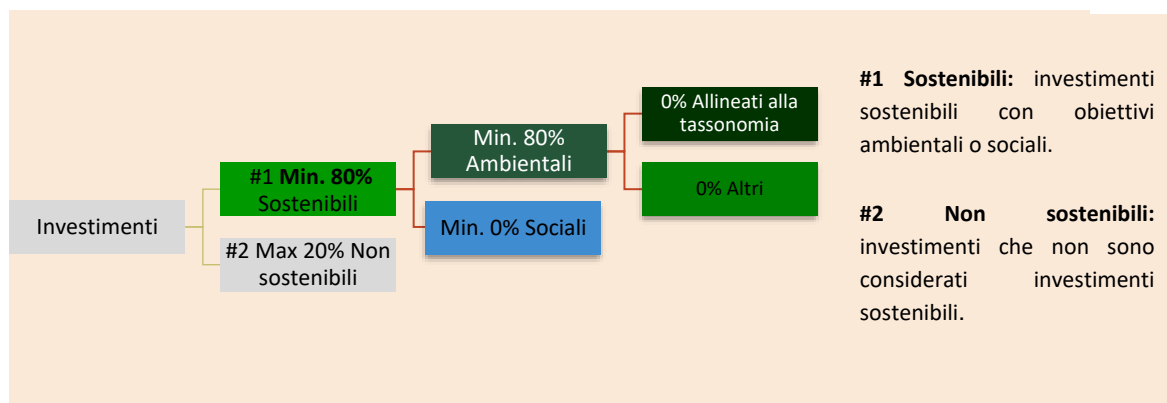 Investimenti
#1 Min. 80%
Sostenibili
#2 Max 20% Non
sostenibili
Min. 80%
Ambientali
Min. 0% Sociali
0% Allineati alla
tassonomia
0% Altri
#1 Sostenibili: investimenti
sostenibili con obiettivi
ambientali o sociali.
#2 Non sostenibili:
investimenti che non sono
considerati investimenti
sostenibili.